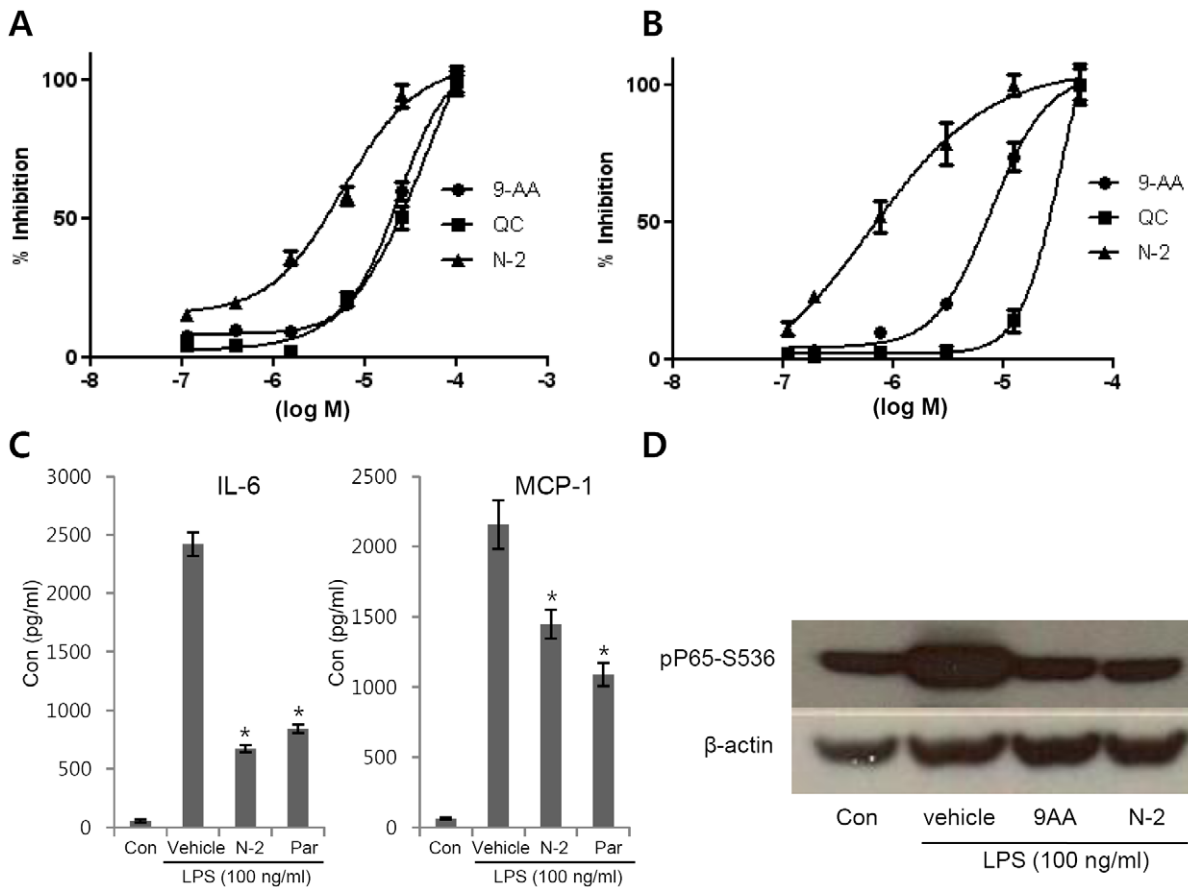 A
% Inhibition
100
50
0
-8
-7
-6
-5
-4
-3
(log M)
9-AA
QC
N-2
B
% Inhibition
100
50
0
-8
-7
-6
-5
-4
(log M)
9-AA
QC
N-2
C
IL-6
Con (pg/ml)
3000
2500
2000
1500
1000
500
0
*
*
Con Vehicle N-2 Par
LPS (100 ng/ml)
MCP-1
Con (pg/ml)
2500
2000
1500
1000
500
0
*
*
Con Vehicle N-2 Par
LPS (100 ng/ml)
D
pP65-S536
β-actin
Con vehicle 9AA N-2
LPS (100 ng/ml)